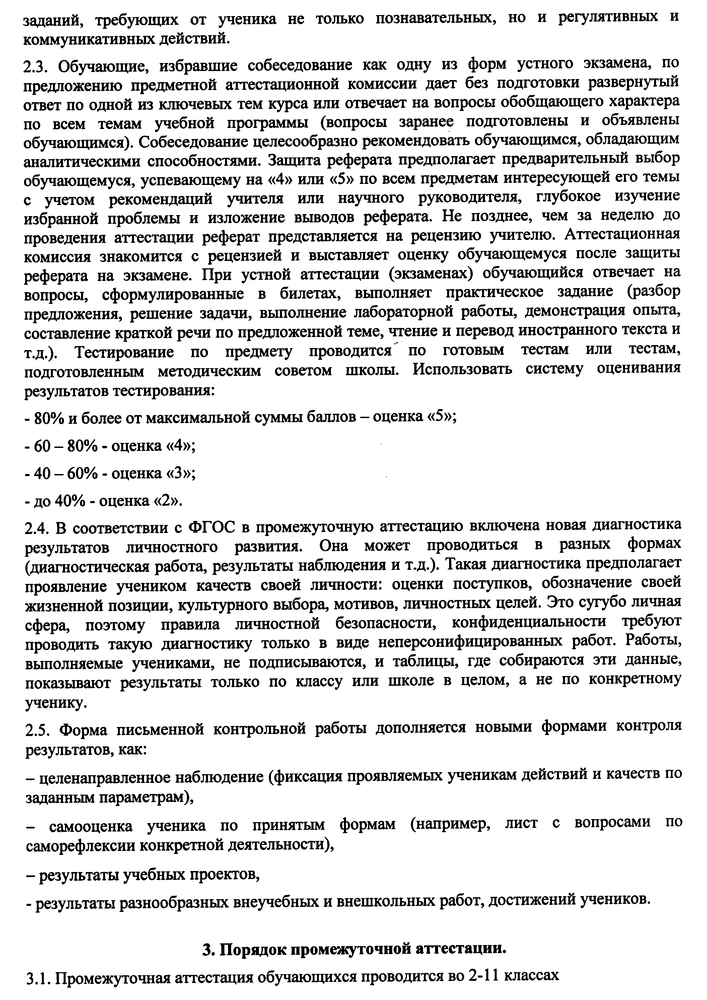 заданий, требующих от ученика не только познавательных, но и регулятивных и
коммуникативных действий.
2.3. Обучающие, избравшие собеседование как одну из форм устного экзамена, по
предложению предметной аттестационной комиссии дает без подготовки развернутый
ответ по одной из ключевых тем курса или отвечает на вопросы обобщающего характера
по всем темам учебной программы (вопросы заранее подготовлены и объявлены
обучающимся). Собеседование целесообразно рекомендовать обучающимся, обладающим
аналитическими способностями. Защита реферата предполагает предварительный выбор
обучающемуся, успевающему на «4» или «5» по всем предметам интересующей его темы
с учетом рекомендаций учителя или научного руководителя, глубокое изучение
избранной проблемы и изложение выводов реферата. Не позднее, чем за неделю до
проведения аттестации реферат представляется на рецензию учителю. Аттестационная
комиссия знакомится с рецензией и выставляет оценку обучающемуся после защиты
реферата на экзамене. При устной аттестации (экзаменах) обучающийся отвечает на
вопросы, сформулированные в билетах, выполняет практическое задание (разбор
предложения, решение задачи, выполнение лабораторной работы, демонстрация опыта,
составление краткой речи по предложенной теме, чтение и перевод иностранного текста и
т.д.). Тестирование по предмету проводится по готовым тестам или тестам,
подготовленным методическим советом школы. Использовать систему оценивания
результатов тестирования:
- 80% и более от максимальной суммы баллов – оценка «5»;
- 60 – 80% - оценка «4»;
- 40 – 60% - оценка «3»;
- до 40% - оценка «2».
2.4. В соответствии с ФГОС в промежуточную аттестацию включена новая диагностика
результатов личностного развития. Она может проводиться в разных формах
(диагностическая работа, результаты наблюдения и т.д.). Такая диагностика предполагает
проявление учеником качеств своей личности: оценки поступков, обозначение своей
жизненной позиции, культурного выбора, мотивов, личностных целей. Это сугубо личная
сфера, поэтому правила личностной безопасности, конфиденциальности требуют
проводить такую диагностику только в виде неперсонифицированных работ. Работы,
выполняемые учениками, не подписываются, и таблицы, где собираются эти данные,
показывают результаты только по классу или школе в целом, а не по конкретному
ученику.
2.5. Форма письменной контрольной работы дополняется новыми формами контроля
результатов, как:
– целенаправленное наблюдение (фиксация проявляемых ученикам действий и качеств по
заданным параметрам),
– самооценка ученика по принятым формам (например, лист с вопросами по
саморефлексии конкретной деятельности),
– результаты учебных проектов,
- результаты разнообразных внеучебных и внешкольных работ, достижений учеников.
3. Порядок промежуточной аттестации.
3.1. Промежуточная аттестация обучающихся проводится во 2-11 классах